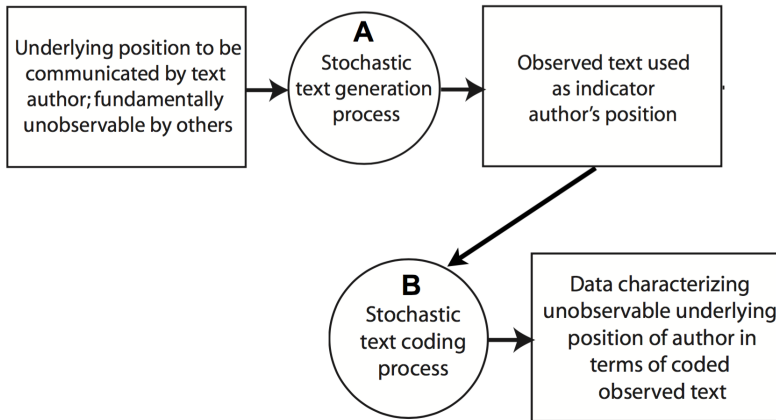 Underlying position to be
communicated by text
author; fundamentally
unobservable by others
A
Stochastic
text generation
process
Observed text used
as indicator
author's position
B
Stochastic
text coding
process
Data characterizing
unobservable underlying
position of author in
terms of coded
observed text